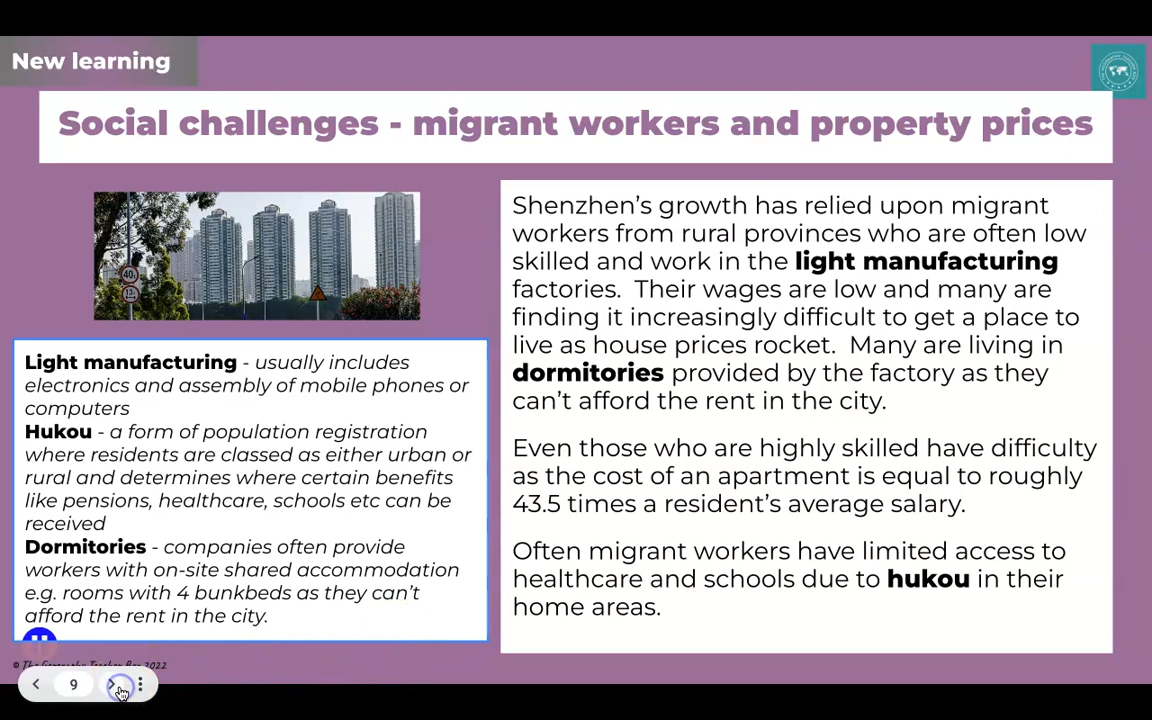 New learning
Social challenges - migrant workers and property prices
Light manufacturing - usually includes
electronics and assembly of mobile phones or
computers
Hukou - a form of population registration
where residents are classed as either urban or
rural and determines where certain benefits
like pensions, healthcare, schools etc can be
received
Dormitories - companies often provide
workers with on-site shared accommodation
e.g. rooms with 4 bunkbeds as they can't
afford the rent in the city.
Shenzhen's growth has relied upon migrant
workers from rural provinces who are often low
skilled and work in the light manufacturing
factories. Their wages are low and many are
finding it increasingly difficult to get a place to
live as house prices rocket. Many are living in
dormitories provided by the factory as they
can't afford the rent in the city.
Even those who are highly skilled have difficulty
as the cost of an apartment is equal to roughly
43.5 times a resident's average salary.
Often migrant workers have limited access to
healthcare and schools due to hukou in their
home areas.
2022
9
40